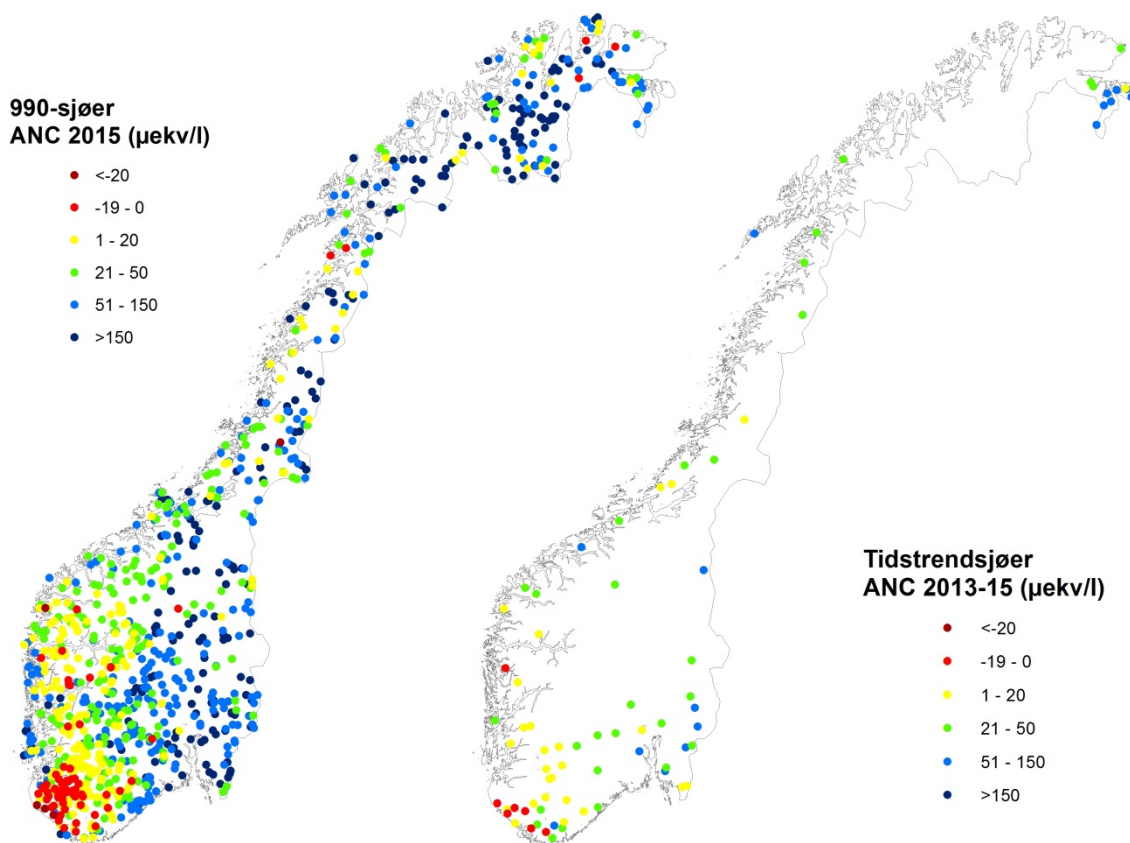 990-sjøer
ANC 2015 (µekv/l)
<-20
-19 - 0
1 - 20
21 - 50
51 - 150
>150
Tidstrendsjøer
ANC 2013-15 (µekv/l)
<-20
-19 - 0
1 - 20
21 - 50
51 - 150
>150